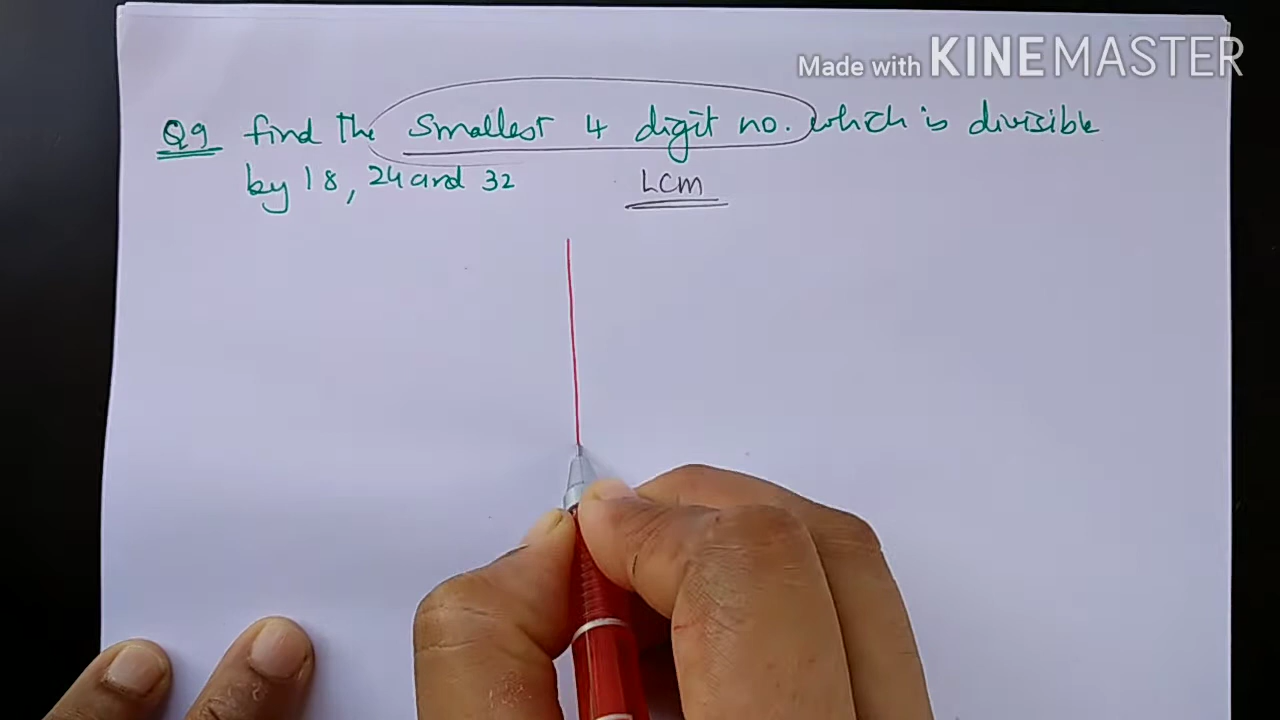 Made with KINEMASTER
Q9 find the smallest 4 digit no. which is divisible
by 18, 24 and 32 LCM